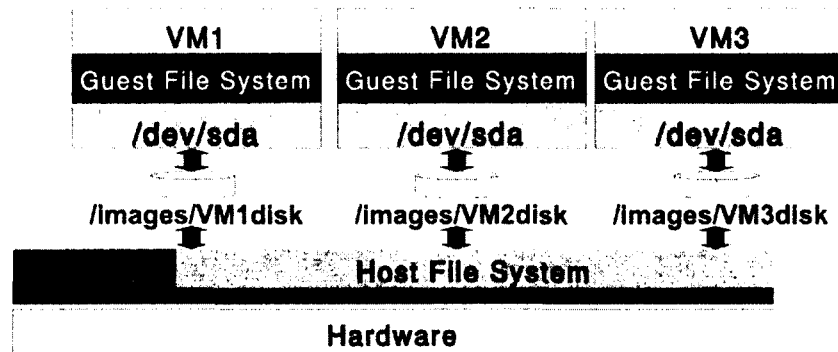 VM1 VM2 VM3
Guest File System Guest File System Guest File System
/dev/sda /dev/sda /dev/sda
/images/VM1disk /images/VM2disk /images/VM3disk
Host File System
Hardware